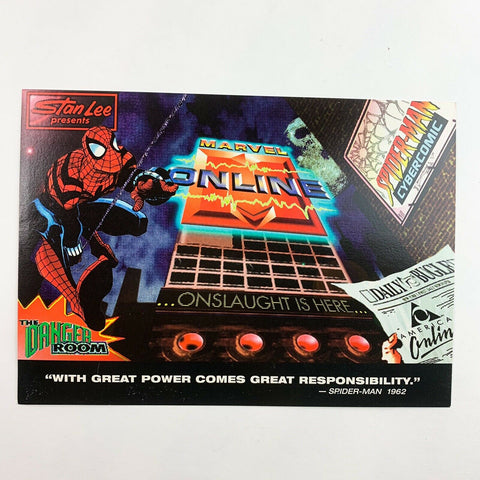 Stan Lee
presents
MARVEL
ONLINE
SPIDER-MAN
CYBERCOMIC
...ONSLAUGHT IS HERE...
DAILY BUGLE
AMERICA
Online
THE
DANGER
ROOM
“WITH GREAT POWER COMES GREAT RESPONSIBILITY.”
— SPIDER-MAN 1962